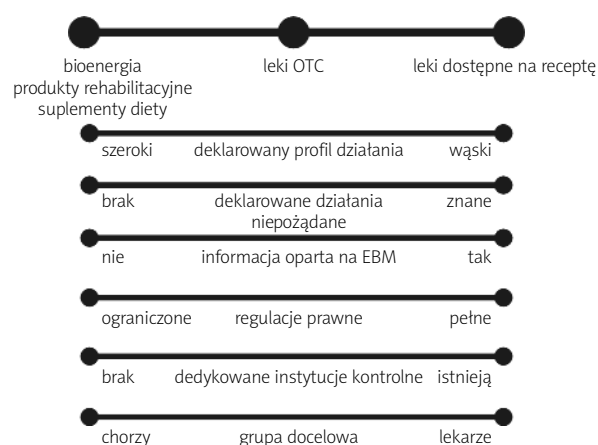 bioenergia leki OTC leki dostępne na receptę
produkty rehabilitacyjne
suplementy diety
szeroki deklarowany profil działania wąski
brak deklarowane działania znane
niepożądane
nie informacja oparta na EBM tak
ograniczone regulacje prawne pełne
brak dedykowane instytucje kontrolne istnieją
chorzy grupa docelowa lekarze